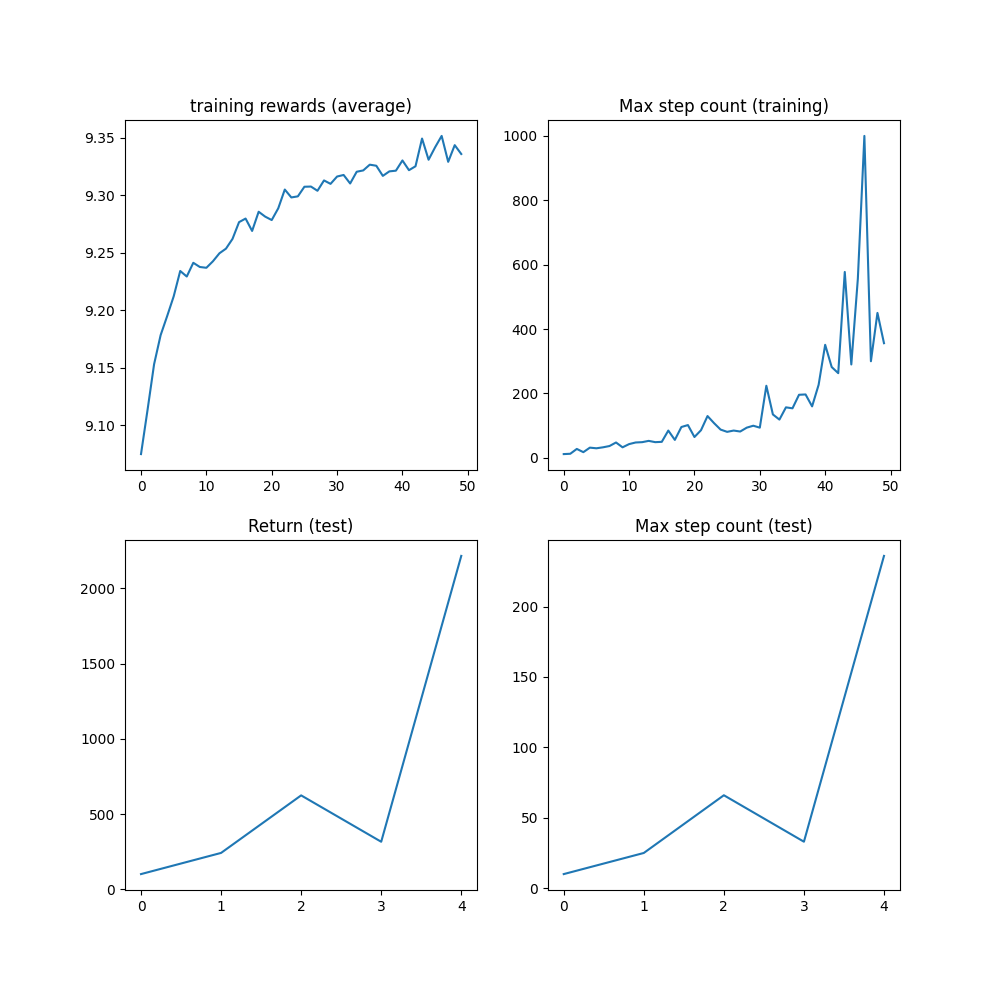 training rewards (average)
9.35
9.30
9.25
9.20
9.15
9.10
0 10 20 30 40 50
Max step count (training)
1000
800
600
400
200
0
0 10 20 30 40 50
Return (test)
2000
1500
1000
500
0
0 1 2 3 4
Max step count (test)
200
150
100
50
0
0 1 2 3 4